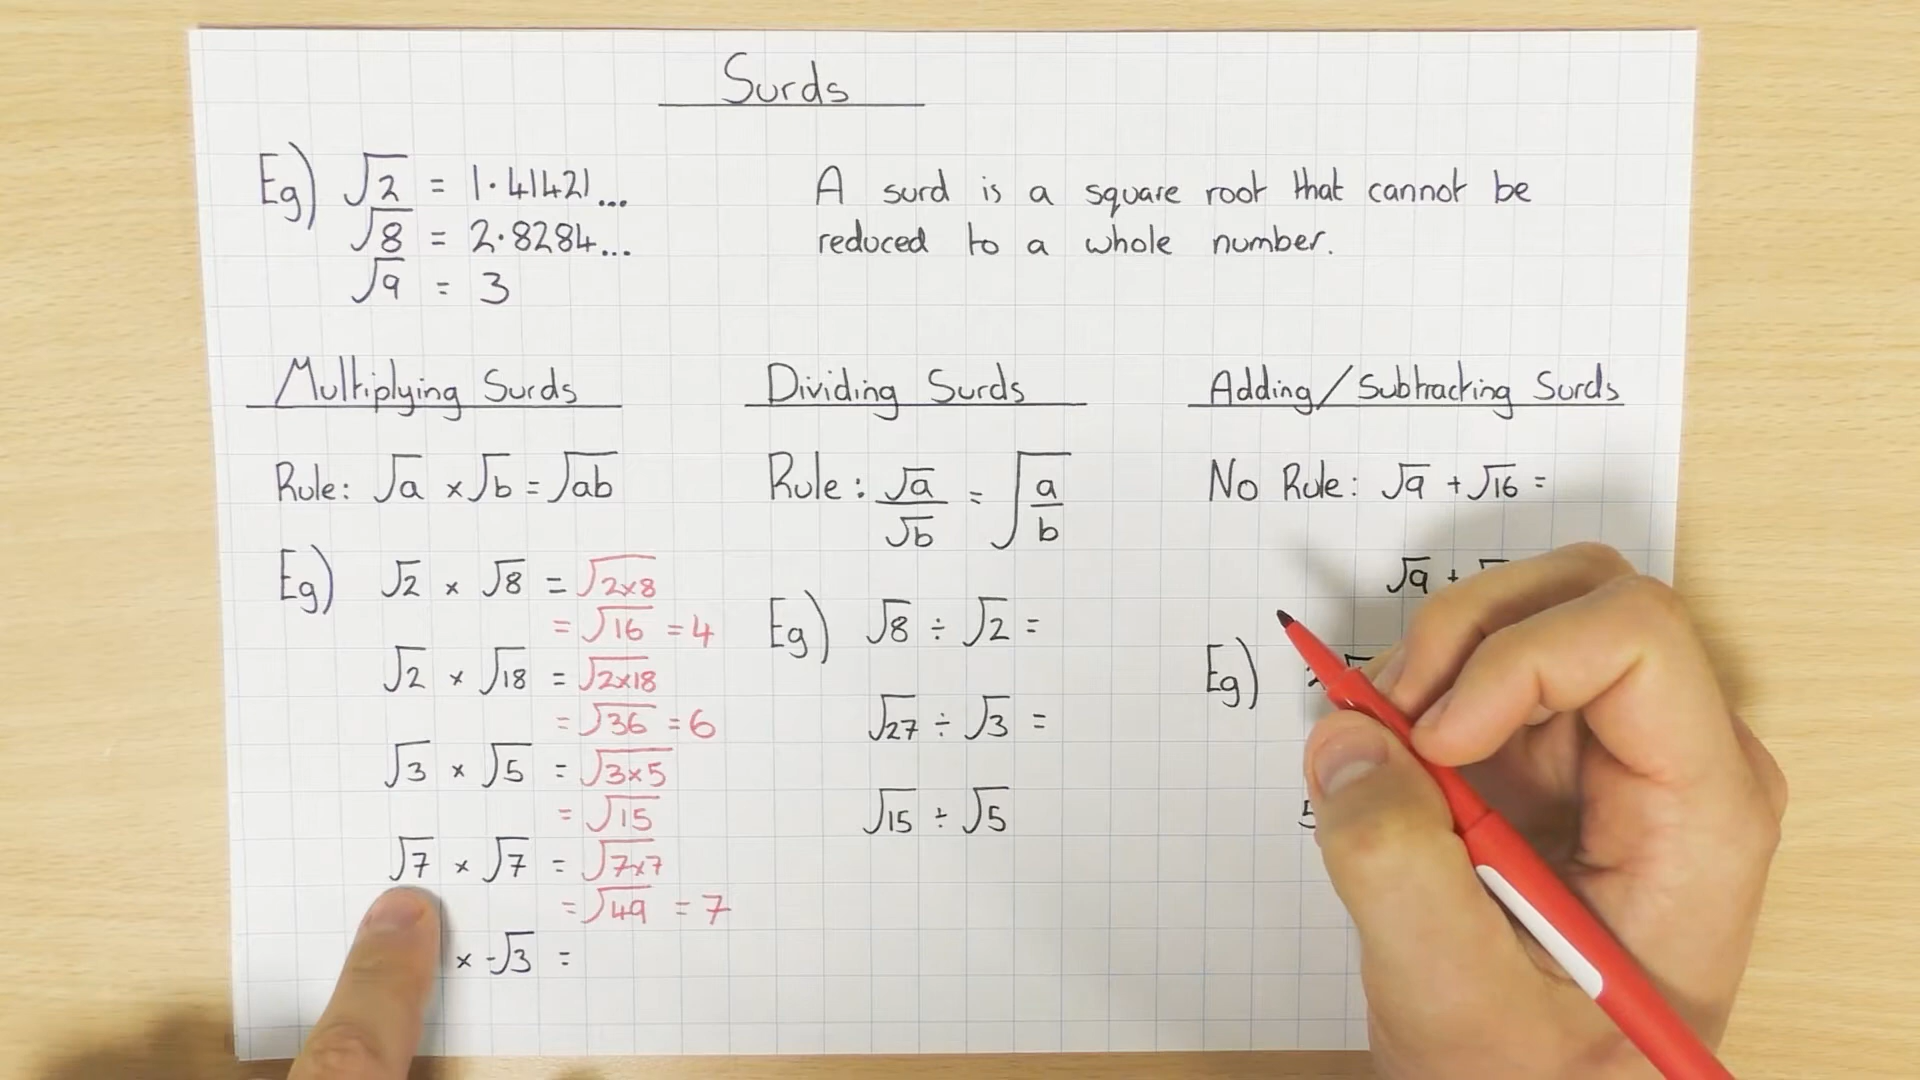 Surds
Eg) √2 = 1.41421...
√8 = 2.8284...
√9 = 3
A surd is a square root that cannot be
reduced to a whole number.
Multiplying Surds
Rule: √a × √b = √ab
Eg) √2 × √8 = √2×8
= √16 = 4
√2 × √18 = √2×18
= √36 = 6
√3 × √5 = √3×5
= √15
√7 × √7 = √7×7
= √49 = 7
× -√3 =
Dividing Surds
Rule: √a/√b = √a/b
Eg) √8 ÷ √2 =
√27 ÷ √3 =
√15 ÷ √5
Adding/Subtracting Surds
No Rule: √9 + √16 =
√9 + √
Eg)
5